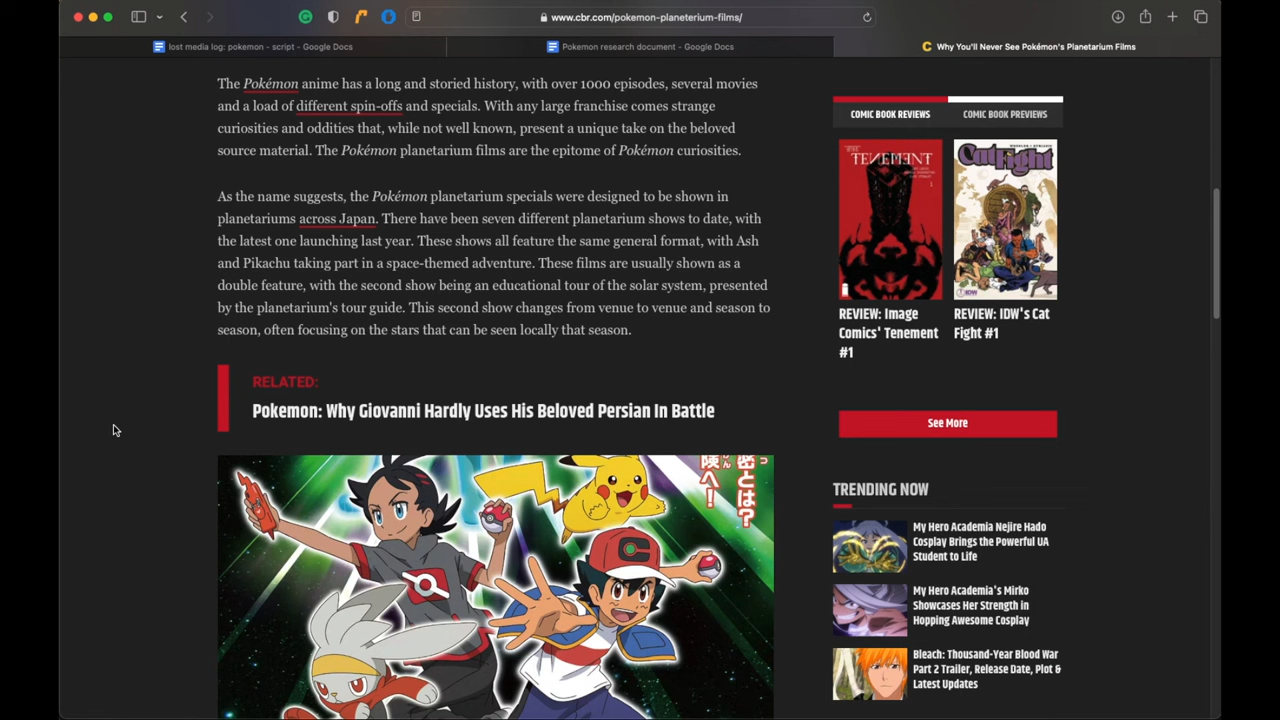 www.cbr.com/pokemon-planeterium-films/
lost media log: pokemon - script - Google Docs
Pokemon research document - Google Docs
Why You'll Never See Pokémon's Planetarium Films
The Pokémon anime has a long and storied history, with over 1000 episodes, several movies
and a load of different spin-offs and specials. With any large franchise comes strange
curiosities and oddities that, while not well known, present a unique take on the beloved
source material. The Pokémon planetarium films are the epitome of Pokémon curiosities.
As the name suggests, the Pokémon planetarium specials were designed to be shown in
planetariums across Japan. There have been seven different planetarium shows to date, with
the latest one launching last year. These shows all feature the same general format, with Ash
and Pikachu taking part in a space-themed adventure. These films are usually shown as a
double feature, with the second show being an educational tour of the solar system, presented
by the planetarium's tour guide. This second show changes from venue to venue and season to
season, often focusing on the stars that can be seen locally that season.
RELATED:
Pokemon: Why Giovanni Hardly Uses His Beloved Persian In Battle
密とは?
険へ!
COMIC BOOK REVIEWS
COMIC BOOK PREVIEWS
TENEMENT
CatFight
IDW
REVIEW: Image
Comics' Tenement
#1
REVIEW: IDW's Cat
Fight #1
See More
TRENDING NOW
My Hero Academia Nejire Hado
Cosplay Brings the Powerful UA
Student to Life
My Hero Academia's Mirko
Showcases Her Strength in
Hopping Awesome Cosplay
Bleach: Thousand-Year Blood War
Part 2 Trailer, Release Date, Plot &
Latest Updates